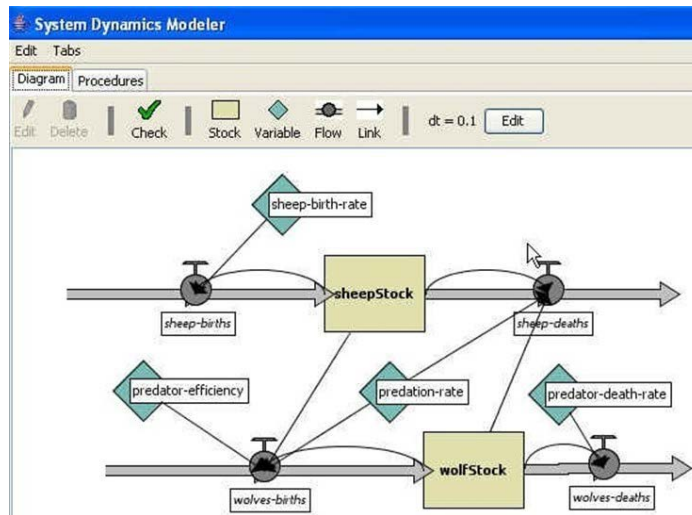 System Dynamics Modeler
Edit Tabs
Diagram Procedures
Edit Delete Check Stock Variable Flow Link dt = 0.1 Edit
sheep-birth-rate
sheepStock
sheep-births
sheep-deaths
predator-efficiency
predation-rate
predator-death-rate
wolfStock
wolves-births
wolves-deaths